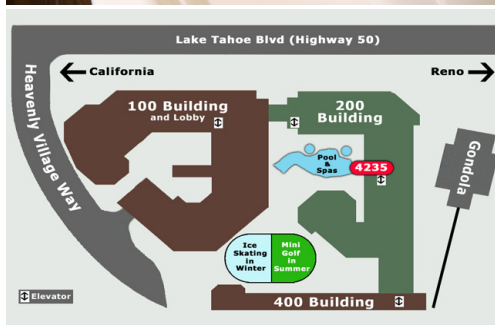 Lake Tahoe Blvd (Highway 50)
California
Reno
Heavenly Village Way
100 Building
and Lobby
200
Building
Gondola
Pool
&
Spas
4235
Ice
Skating
in
Winter
Mini
Golf
in
Summer
Elevator
400 Building